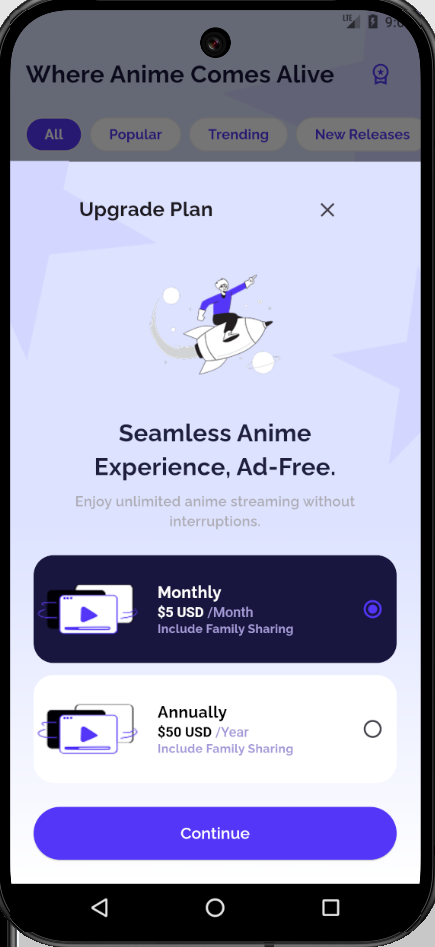 LTE
Where Anime Comes Alive
All Popular Trending New Releases
Upgrade Plan
Seamless Anime
Experience, Ad-Free.
Enjoy unlimited anime streaming without
interruptions.
Monthly
$5 USD /Month
Include Family Sharing
Annually
$50 USD /Year
Include Family Sharing
Continue